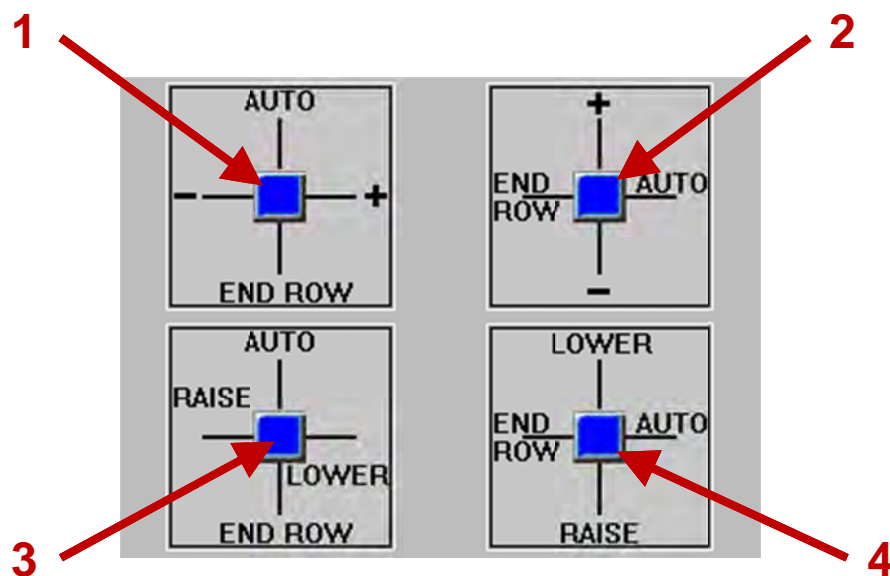 1
2
AUTO
- +
END ROW
+
END AUTO
ROW
-
AUTO
RAISE
LOWER
END ROW
LOWER
END AUTO
ROW
RAISE
3
4